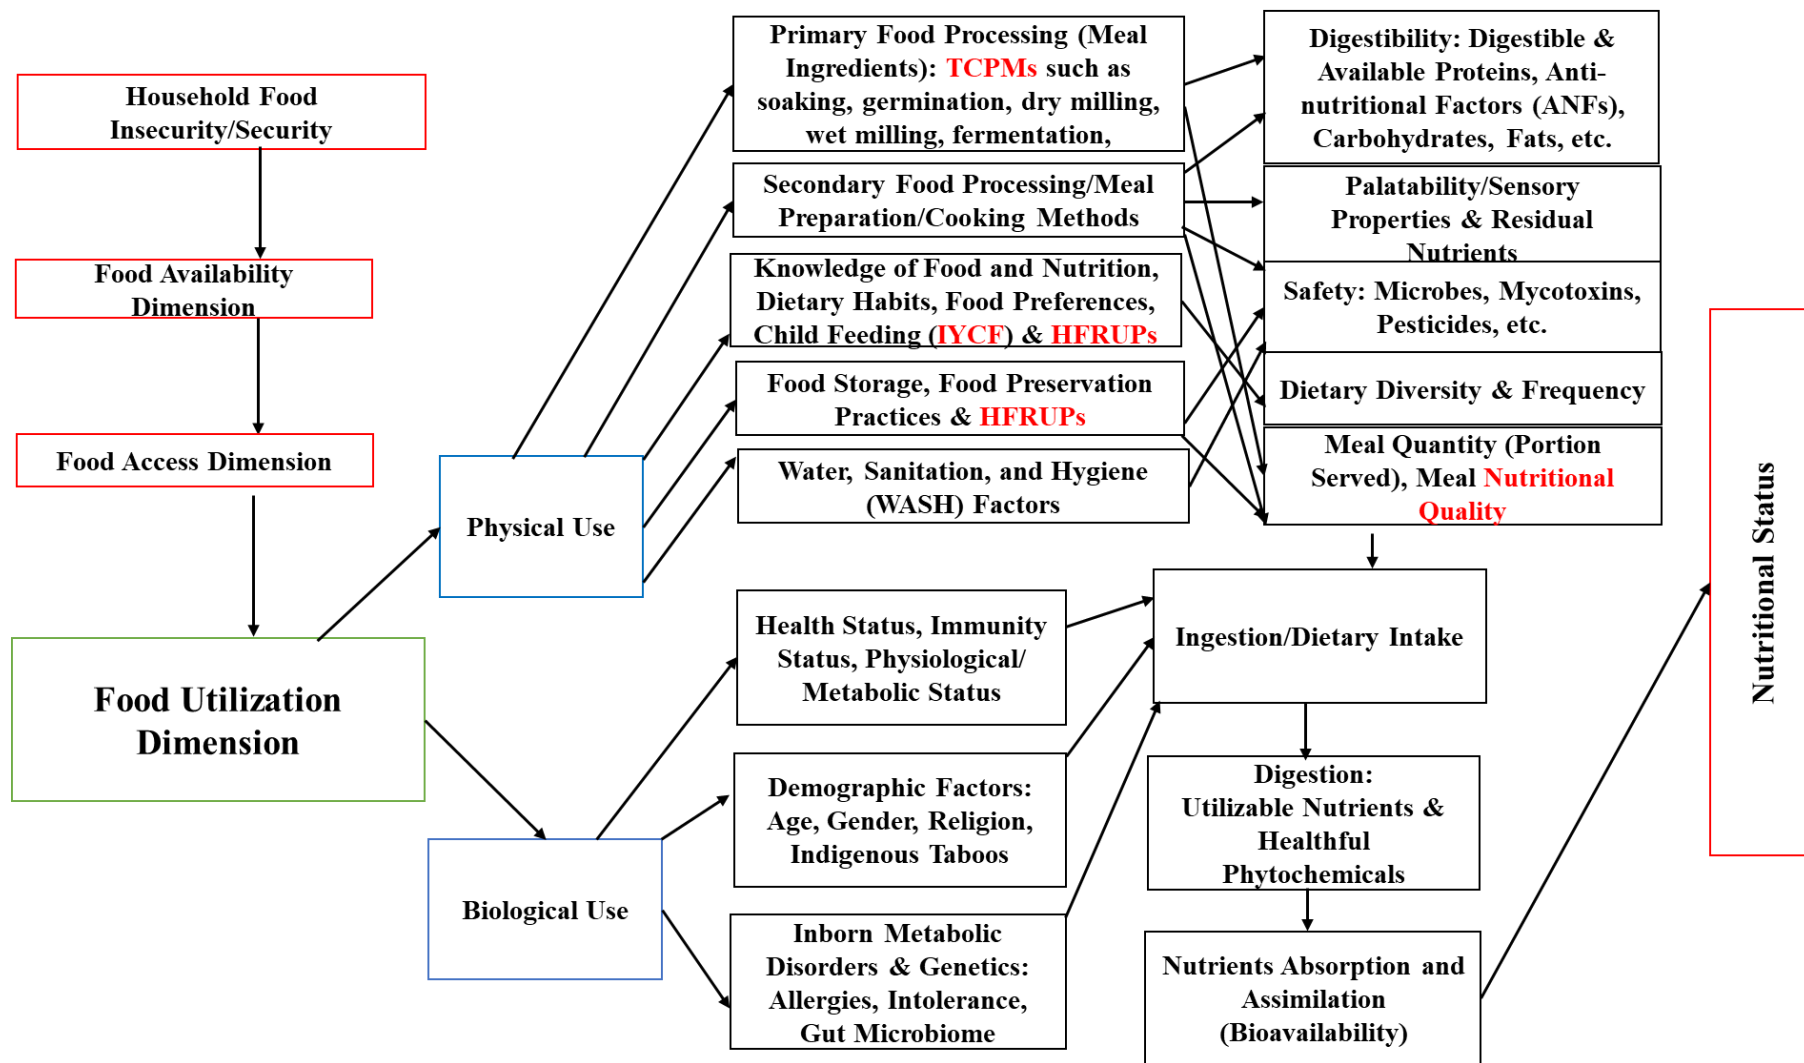 Household Food
Insecurity/Security
Food Availability
Dimension
Food Access Dimension
Food Utilization
Dimension
Physical Use
Biological Use
Primary Food Processing (Meal
Ingredients): TCPMs such as
soaking, germination, dry milling,
wet milling, fermentation,
Secondary Food Processing/Meal
Preparation/Cooking Methods
Knowledge of Food and Nutrition,
Dietary Habits, Food Preferences,
Child Feeding (IYCF) & HFRUPs
Food Storage, Food Preservation
Practices & HFRUPs
Water, Sanitation, and Hygiene
(WASH) Factors
Health Status, Immunity
Status, Physiological/
Metabolic Status
Demographic Factors:
Age, Gender, Religion,
Indigenous Taboos
Inborn Metabolic
Disorders & Genetics:
Allergies, Intolerance,
Gut Microbiome
Digestibility: Digestible &
Available Proteins, Anti-
nutritional Factors (ANFs),
Carbohydrates, Fats, etc.
Palatability/Sensory
Properties & Residual
Nutrients
Safety: Microbes, Mycotoxins,
Pesticides, etc.
Dietary Diversity & Frequency
Meal Quantity (Portion
Served), Meal Nutritional
Quality
Ingestion/Dietary Intake
Digestion:
Utilizable Nutrients &
Healthful
Phytochemicals
Nutrients Absorption and
Assimilation
(Bioavailability)
Nutritional Status